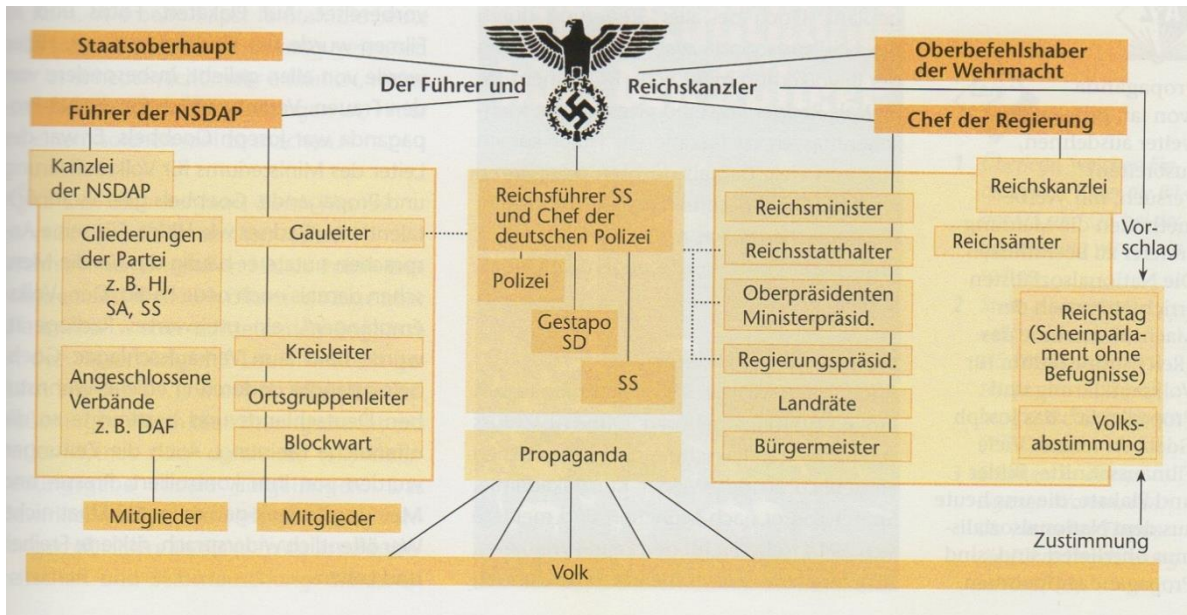 Staatsoberhaupt
Oberbefehlshaber
der Wehrmacht
Der Führer und
Reichskanzler
Führer der NSDAP
Chef der Regierung
Kanzlei
der NSDAP
Gliederungen
der Partei
z. B. HJ,
SA, SS
Angeschlossene
Verbände
z. B. DAF
Gauleiter
Kreisleiter
Ortsgruppenleiter
Blockwart
Mitglieder
Mitglieder
Reichsführer SS
und Chef der
deutschen Polizei
Polizei
Gestapo
SD
SS
Propaganda
Reichsminister
Reichsstatthalter
Oberpräsidenten
Ministerpräsid.
Regierungspräsid.
Landräte
Bürgermeister
Reichskanzlei
Reichsämter
Vor-
schlag
Reichstag
(Scheinparla-
ment ohne
Befugnisse)
Volks-
abstimmung
Zustimmung
Volk